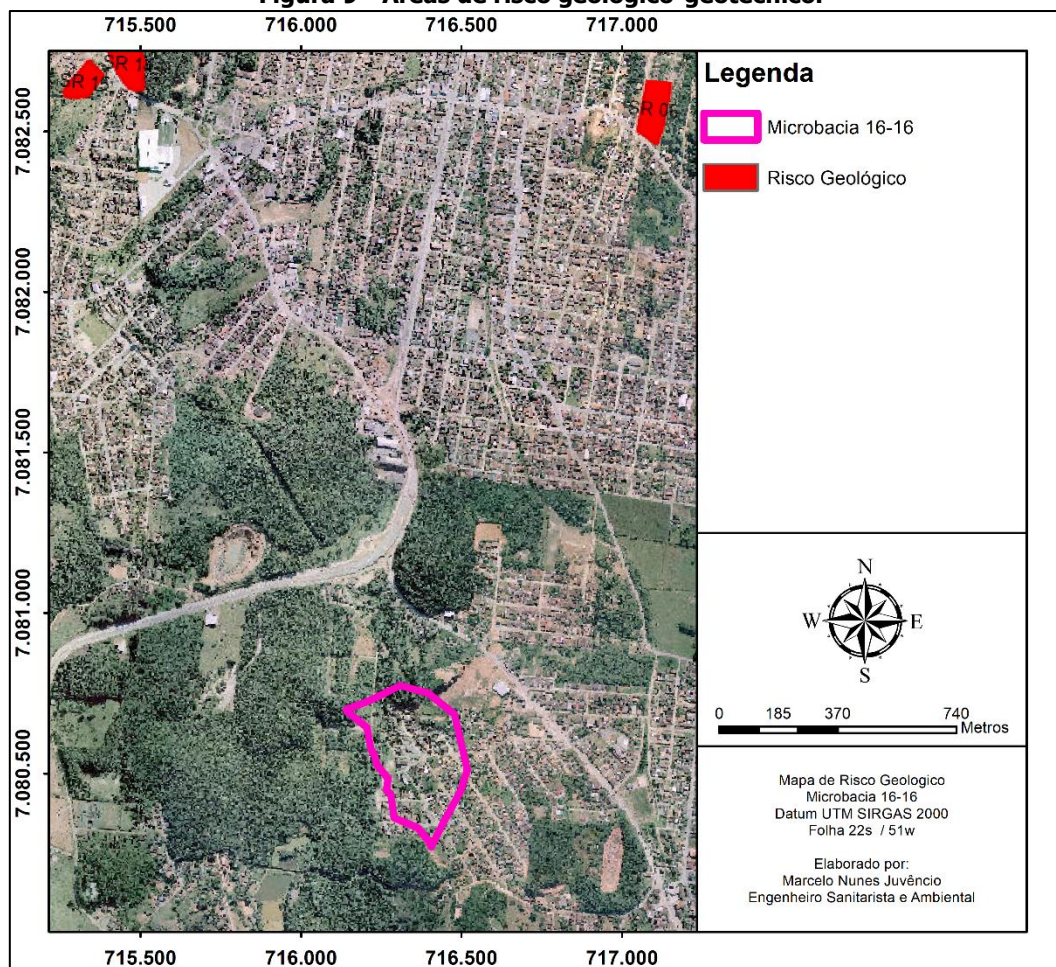 Figura 9 - Áreas de risco geológico-geotécnico.
715.500 716.000 716.500 717.000
7.082.500
7.082.000
7.081.500
7.081.000
7.080.500
SR 06
Legenda
Microbacia 16-16
Risco Geológico
N
W E
S
0 185 370 740
Metros
Mapa de Risco Geologico
Microbacia 16-16
Datum UTM SIRGAS 2000
Folha 22s / 51w
Elaborado por:
Marcelo Nunes Juvêncio
Engenheiro Sanitarista e Ambiental
715.500 716.000 716.500 717.000